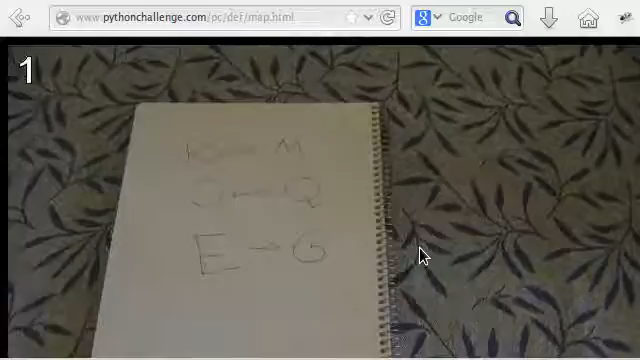 www.pythonchallenge.com/pc/def/map.html
Google
1
K → M
O → Q
E → G